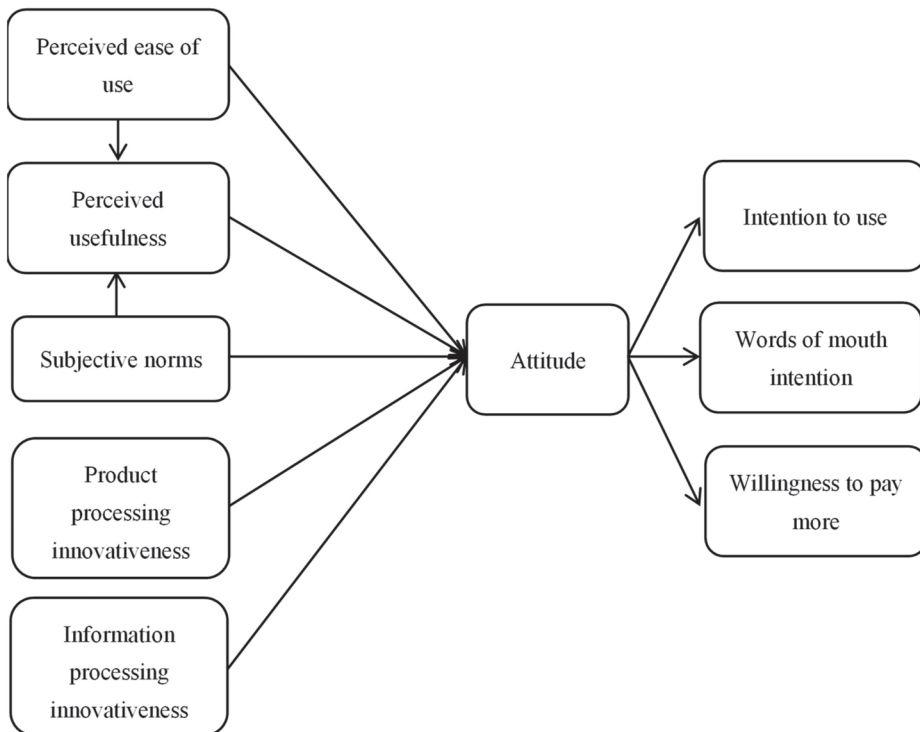 Perceived ease of
use
Perceived
usefulness
Subjective norms
Product
processing
innovativeness
Information
processing
innovativeness
Attitude
Intention to use
Words of mouth
intention
Willingness to pay
more